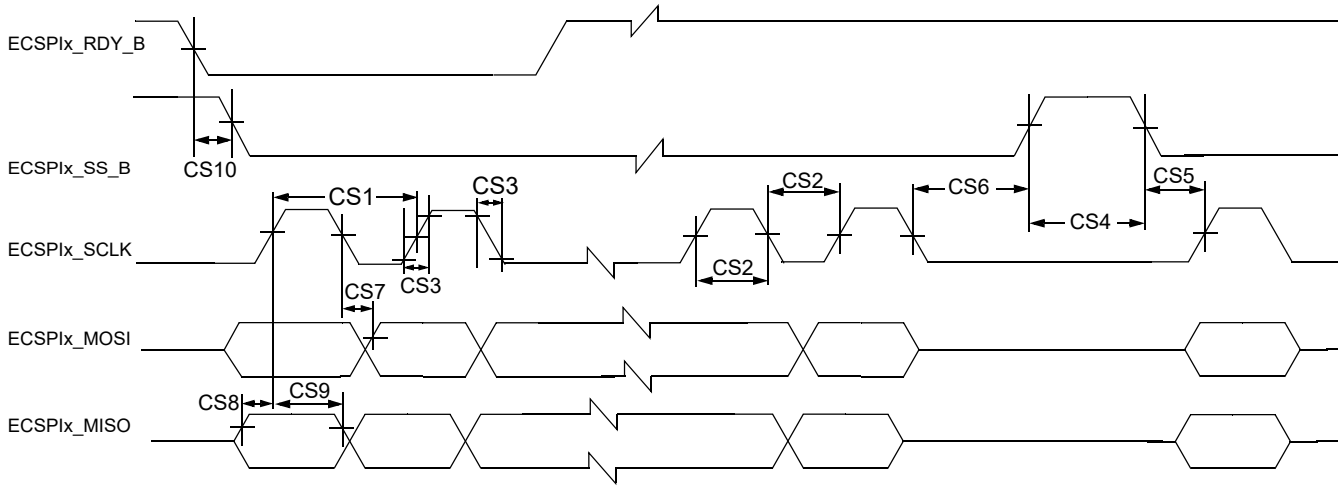 ECSPIx_RDY_B
CS10
ECSPIx_SS_B
CS1
CS3
CS2
CS6
CS5
CS4
ECSPIx_SCLK
CS3
CS2
CS7
ECSPIx_MOSI
CS8
CS9
ECSPIx_MISO